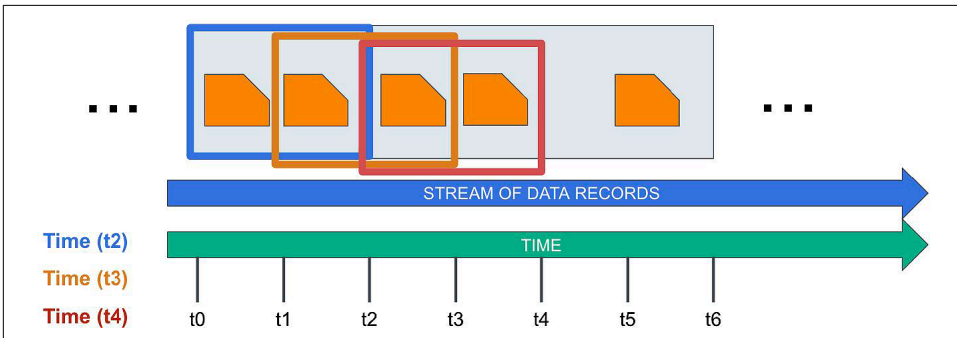 ...
...
STREAM OF DATA RECORDS
Time (t2)
TIME
Time (t3)
Time (t4)
t0 t1 t2 t3 t4 t5 t6